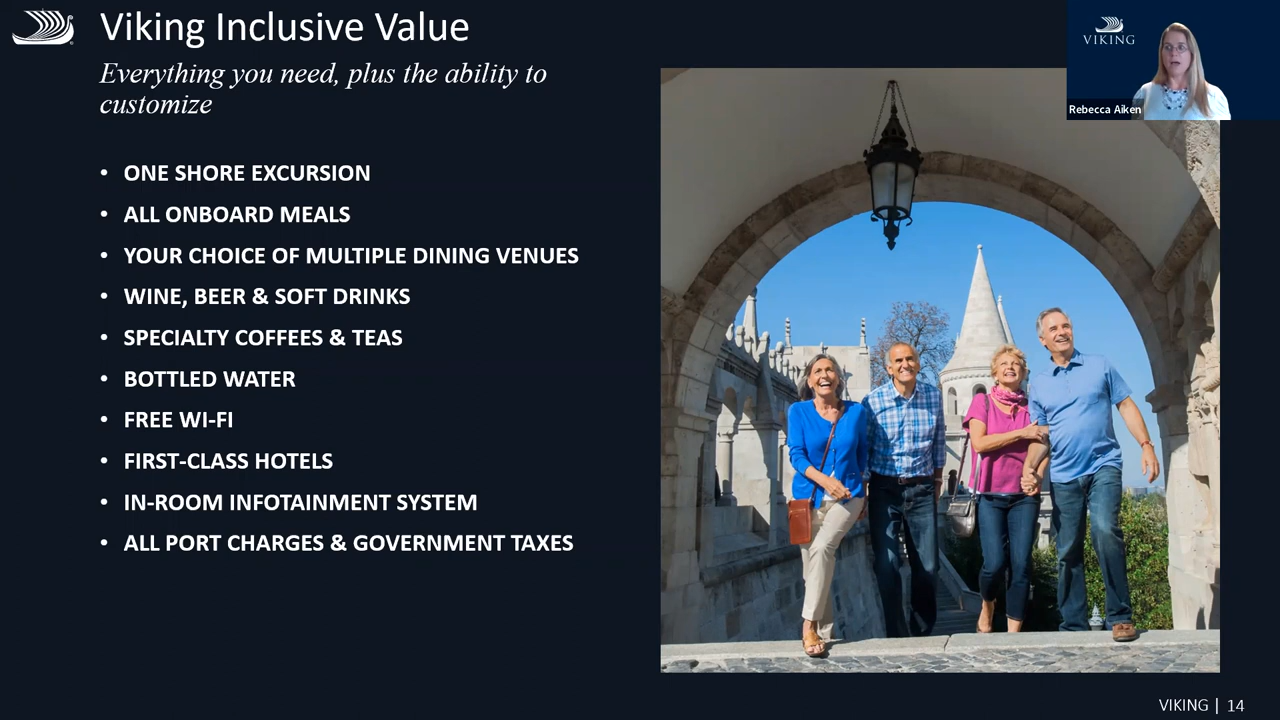 Viking Inclusive Value
Everything you need, plus the ability to
customize
• ONE SHORE EXCURSION
• ALL ONBOARD MEALS
• YOUR CHOICE OF MULTIPLE DINING VENUES
• WINE, BEER & SOFT DRINKS
• SPECIALTY COFFEES & TEAS
• BOTTLED WATER
• FREE WI-FI
• FIRST-CLASS HOTELS
• IN-ROOM INFOTAINMENT SYSTEM
• ALL PORT CHARGES & GOVERNMENT TAXES
VIKING
Rebecca Aiken
VIKING | 14